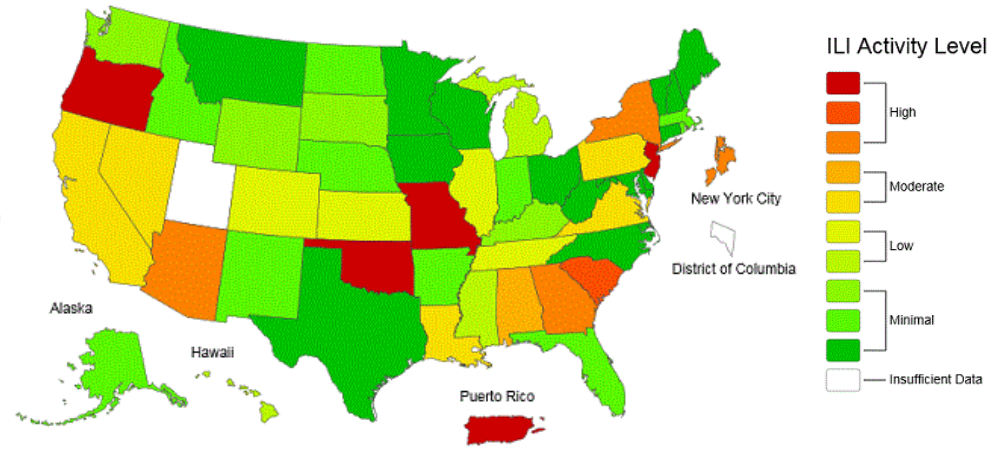 ILI Activity Level
High
Moderate
Low
Minimal
Insufficient Data
New York City
District of Columbia
Alaska
Hawaii
Puerto Rico